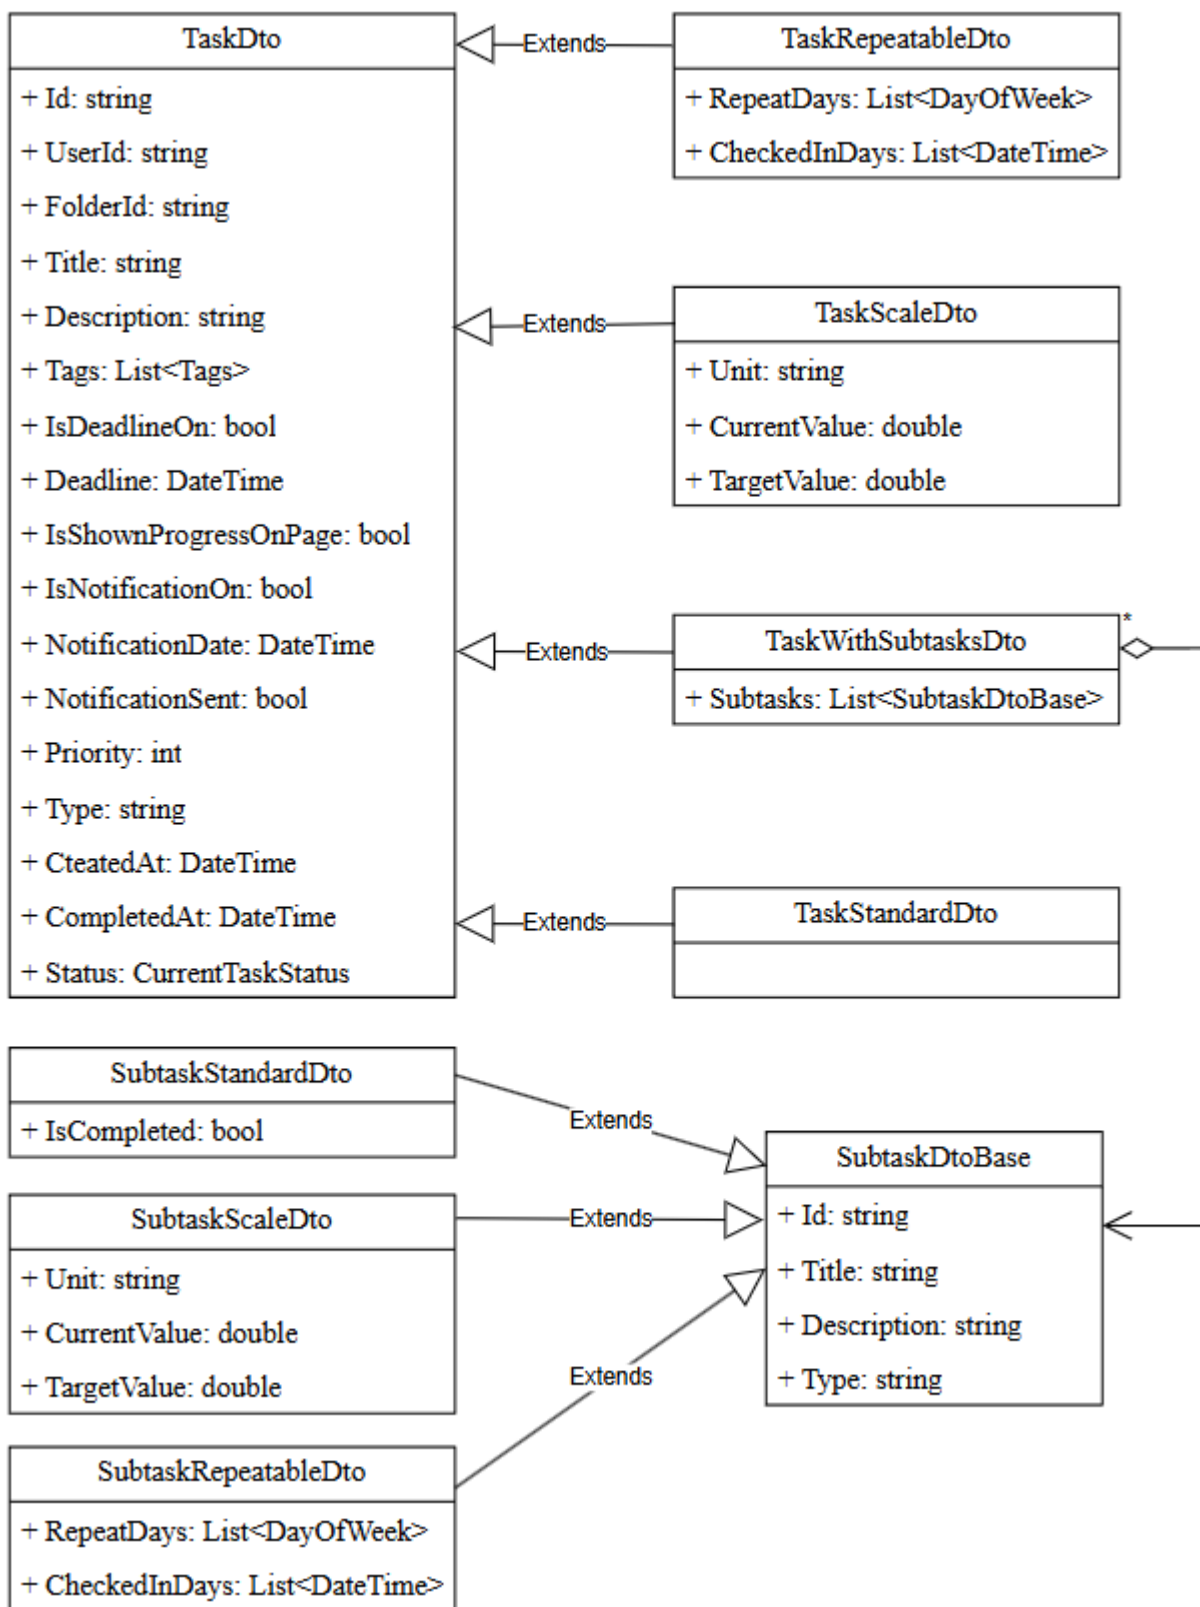 TaskDto
+ Id: string
+ UserId: string
+ FolderId: string
+ Title: string
+ Description: string
+ Tags: List<Tags>
+ IsDeadlineOn: bool
+ Deadline: DateTime
+ IsShownProgressOnPage: bool
+ IsNotificationOn: bool
+ NotificationDate: DateTime
+ NotificationSent: bool
+ Priority: int
+ Type: string
+ CteatedAt: DateTime
+ CompletedAt: DateTime
+ Status: CurrentTaskStatus
Extends
TaskRepeatableDto
+ RepeatDays: List<DayOfWeek>
+ CheckedInDays: List<DateTime>
Extends
TaskScaleDto
+ Unit: string
+ CurrentValue: double
+ TargetValue: double
Extends
TaskWithSubtasksDto
*
+ Subtasks: List<SubtaskDtoBase>
Extends
TaskStandardDto
SubtaskStandardDto
+ IsCompleted: bool
Extends
SubtaskScaleDto
+ Unit: string
+ CurrentValue: double
+ TargetValue: double
Extends
SubtaskRepeatableDto
+ RepeatDays: List<DayOfWeek>
+ CheckedInDays: List<DateTime>
Extends
SubtaskDtoBase
+ Id: string
+ Title: string
+ Description: string
+ Type: string